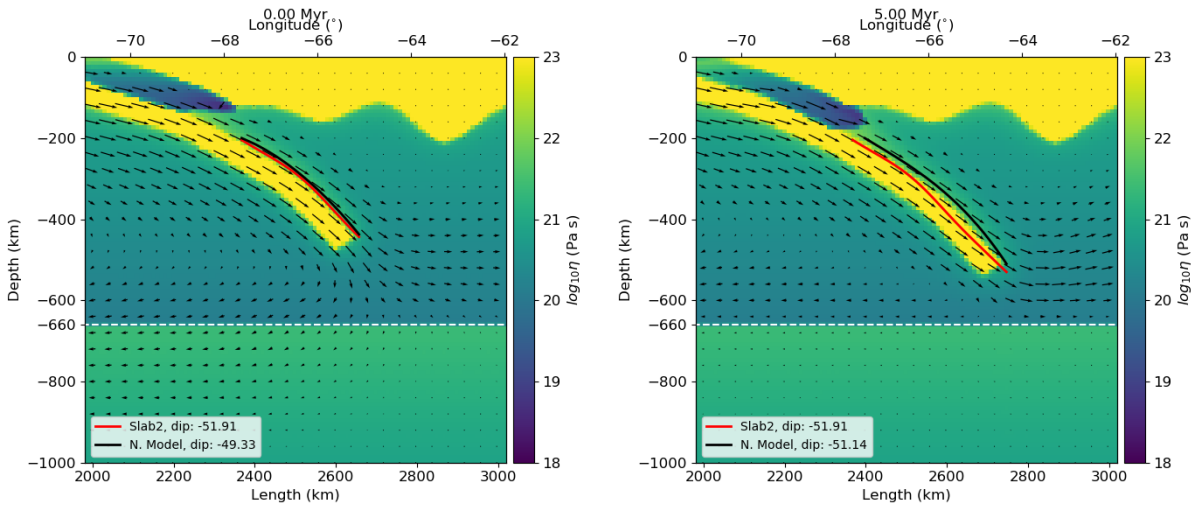 0.00 Myr
Longitude (°)
−70 −68 −66 −64 −62
0
−200
−400
−600
−660
−800
−1000
Depth (km)
2000 2200 2400 2600 2800 3000
Length (km)
Slab2, dip: -51.91
N. Model, dip: -49.33
23
22
21
20
19
18
log₁₀η (Pa s)
5.00 Myr
Longitude (°)
−70 −68 −66 −64 −62
0
−200
−400
−600
−660
−800
−1000
Depth (km)
2000 2200 2400 2600 2800 3000
Length (km)
Slab2, dip: -51.91
N. Model, dip: -51.14
23
22
21
20
19
18
log₁₀η (Pa s)